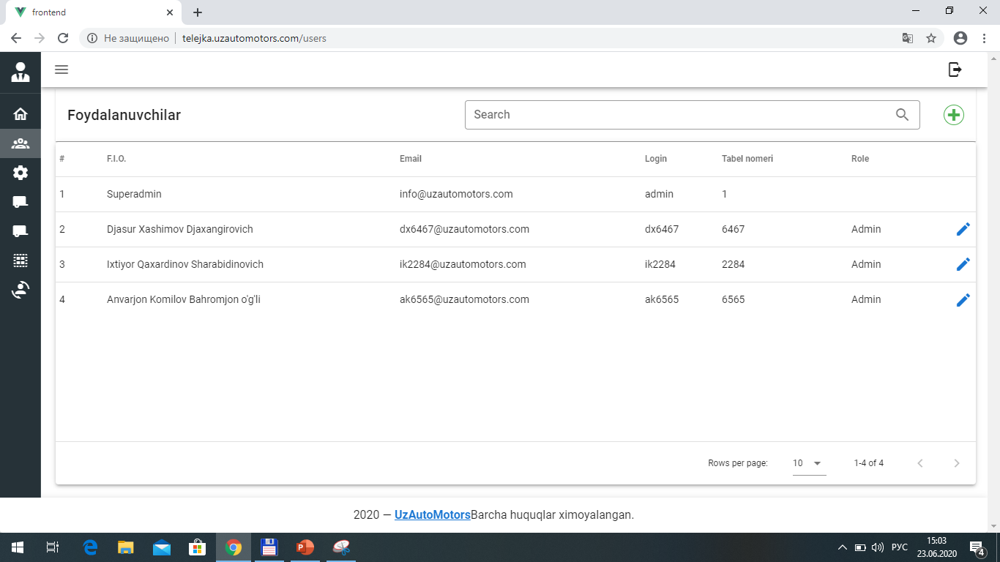 frontend
Не защищено telejka.uzautomotors.com/users
Foydalanuvchilar Search
# F.I.O. Email Login Tabel nomeri Role
1 Superadmin info@uzautomotors.com admin 1
2 Djasur Xashimov Djaxangirovich dx6467@uzautomotors.com dx6467 6467 Admin
3 Ixtiyor Qaxardinov Sharabidinovich ik2284@uzautomotors.com ik2284 2284 Admin
4 Anvarjon Komilov Bahromjon o'g'li ak6565@uzautomotors.com ak6565 6565 Admin
Rows per page: 10 1-4 of 4
2020 — UzAutoMotorsBarcha huquqlar ximoyalangan.
РУС 15:03
23.06.2020 4